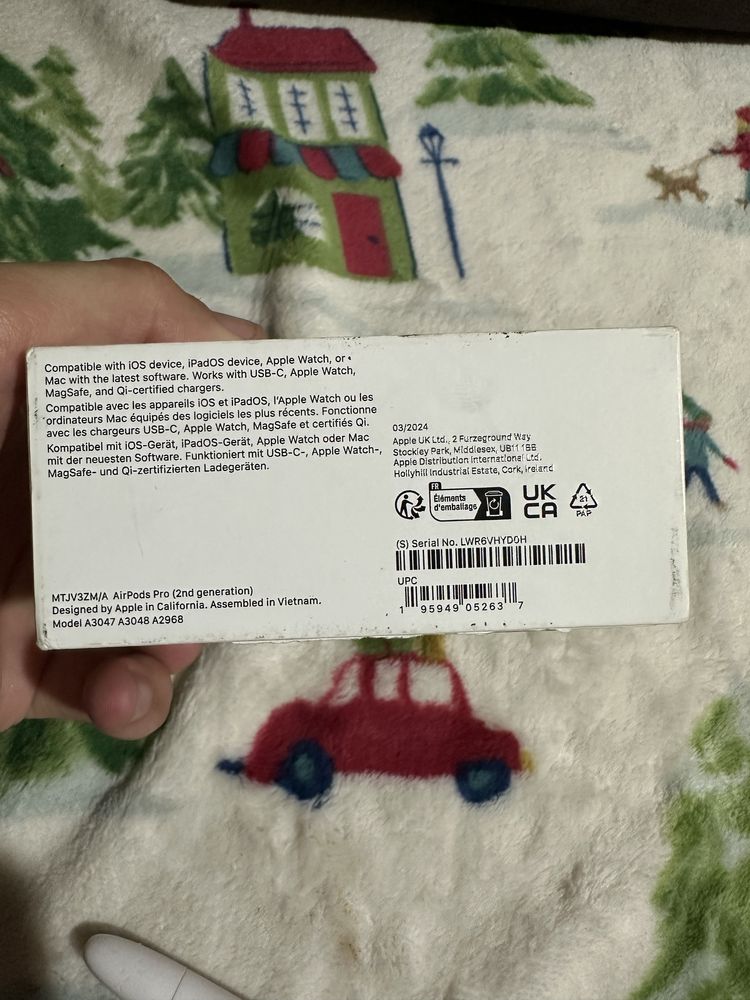 Compatible with iOS device, iPadOS device, Apple Watch, or
Mac with the latest software. Works with USB-C, Apple Watch,
MagSafe, and Qi-certified chargers.
Compatible avec les appareils iOS et iPadOS, l'Apple Watch ou les
ordinateurs Mac équipés des logiciels les plus récents. Fonctionne
avec les chargeurs USB-C, Apple Watch, MagSafe et certifiés Qi.
Kompatibel mit iOS-Gerät, iPadOS-Gerät, Apple Watch oder Mac
mit der neuesten Software. Funktioniert mit USB-C-, Apple Watch-,
MagSafe- und Qi-zertifizierten Ladegeräten.
MTJV3ZM/A AirPods Pro (2nd generation)
Designed by Apple in California. Assembled in Vietnam.
Model A3047 A3048 A2968
03/2024
Apple UK Ltd., 2 Furzeground Way
Stockley Park, Middlesex, UB11 1BB
Apple Distribution International Ltd.
Hollyhill Industrial Estate, Cork, Ireland
FR
Éléments
d'emballage
UK
CA
21
PAP
(S) Serial No. LWR6VHYD0H
UPC
1 95949 05263 7